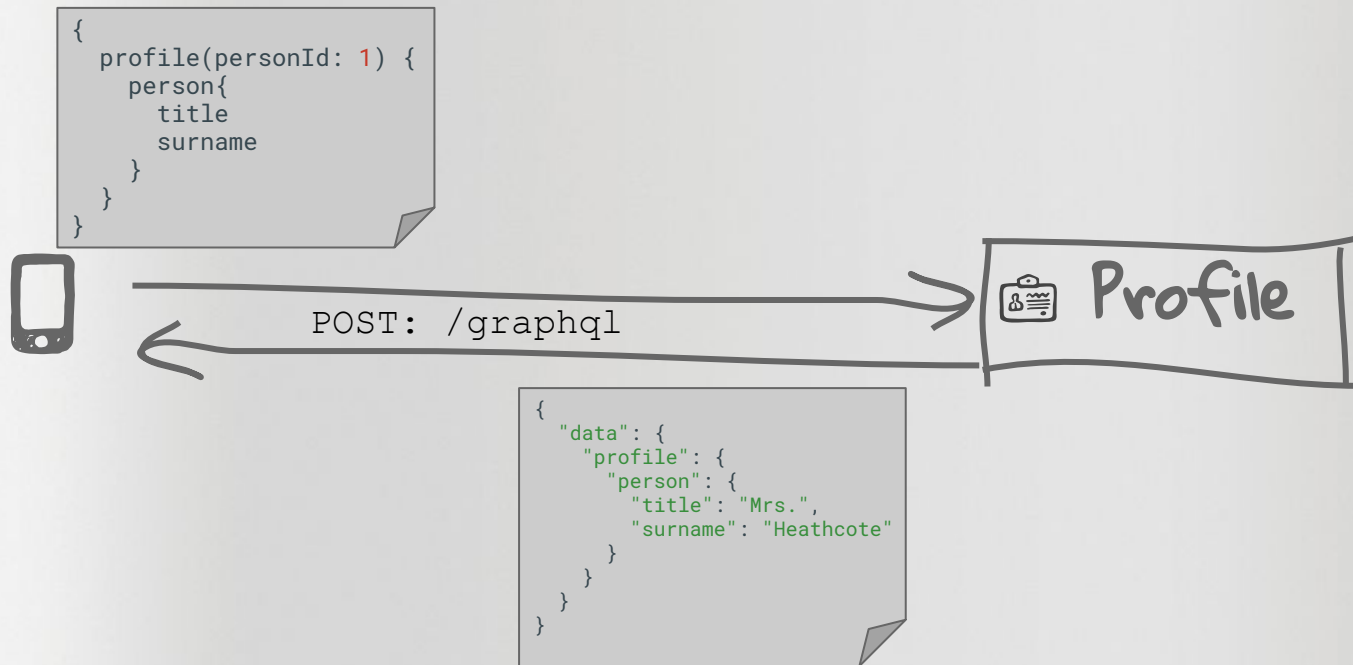 {
  profile(personId: 1) {
    person{
      title
      surname
    }
  }
}
POST: /graphql
Profile
{
  "data": {
    "profile": {
      "person": {
        "title": "Mrs.",
        "surname": "Heathcote"
      }
    }
  }
}